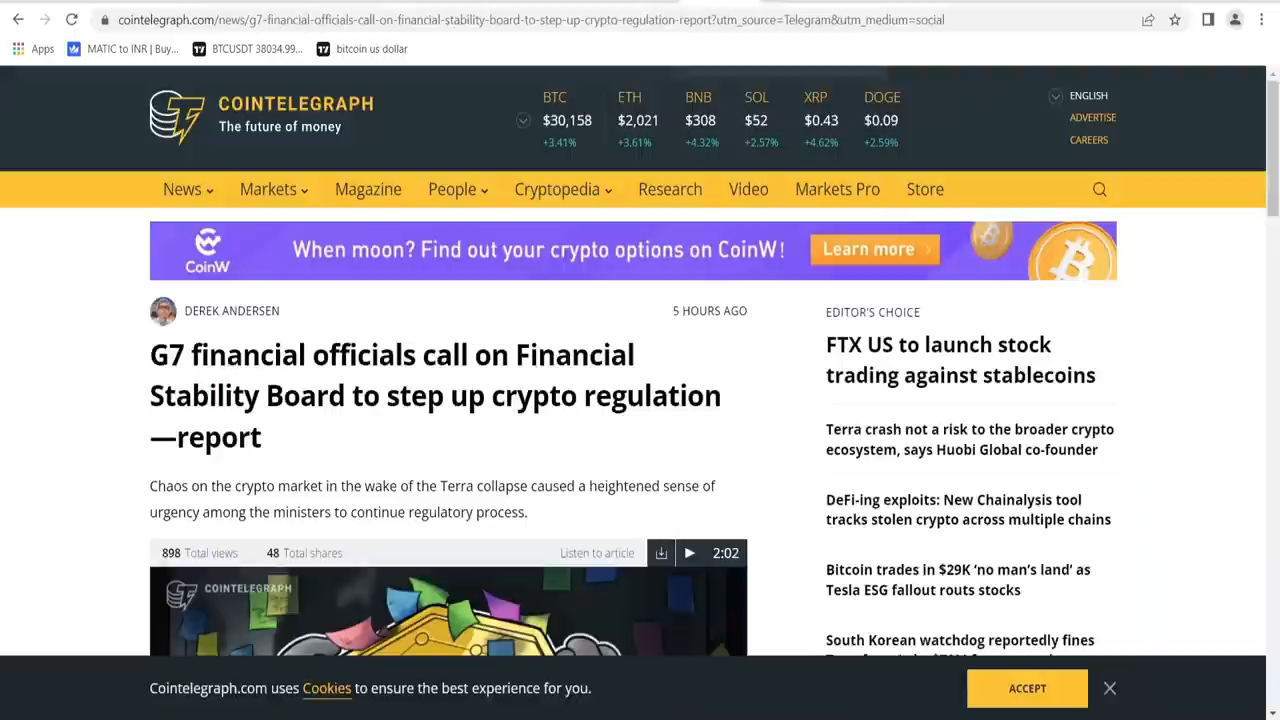 cointelegraph.com/news/g7-financial-officials-call-on-financial-stability-board-to-step-up-crypto-regulation-report?utm_source=Telegram&utm_medium=social
Apps MATIC to INR | Buy... BTCUSDT 38034.99... bitcoin us dollar
COINTELEGRAPH
The future of money
BTC ETH BNB SOL XRP DOGE
$30,158 $2,021 $308 $52 $0.43 $0.09
+3.41% +3.61% +4.32% +2.57% +4.62% +2.59%
ENGLISH
ADVERTISE
CAREERS
News Markets Magazine People Cryptopedia Research Video Markets Pro Store
CoinW
When moon? Find out your crypto options on CoinW!
Learn more
DEREK ANDERSEN 5 HOURS AGO
G7 financial officials call on Financial
Stability Board to step up crypto regulation
—report
Chaos on the crypto market in the wake of the Terra collapse caused a heightened sense of
urgency among the ministers to continue regulatory process.
898 Total views 48 Total shares Listen to article 2:02
COINTELEGRAPH
EDITOR'S CHOICE
FTX US to launch stock
trading against stablecoins
Terra crash not a risk to the broader crypto
ecosystem, says Huobi Global co-founder
DeFi-ing exploits: New Chainalysis tool
tracks stolen crypto across multiple chains
Bitcoin trades in $29K 'no man's land' as
Tesla ESG fallout routs stocks
South Korean watchdog reportedly fines
Cointelegraph.com uses Cookies to ensure the best experience for you.
ACCEPT